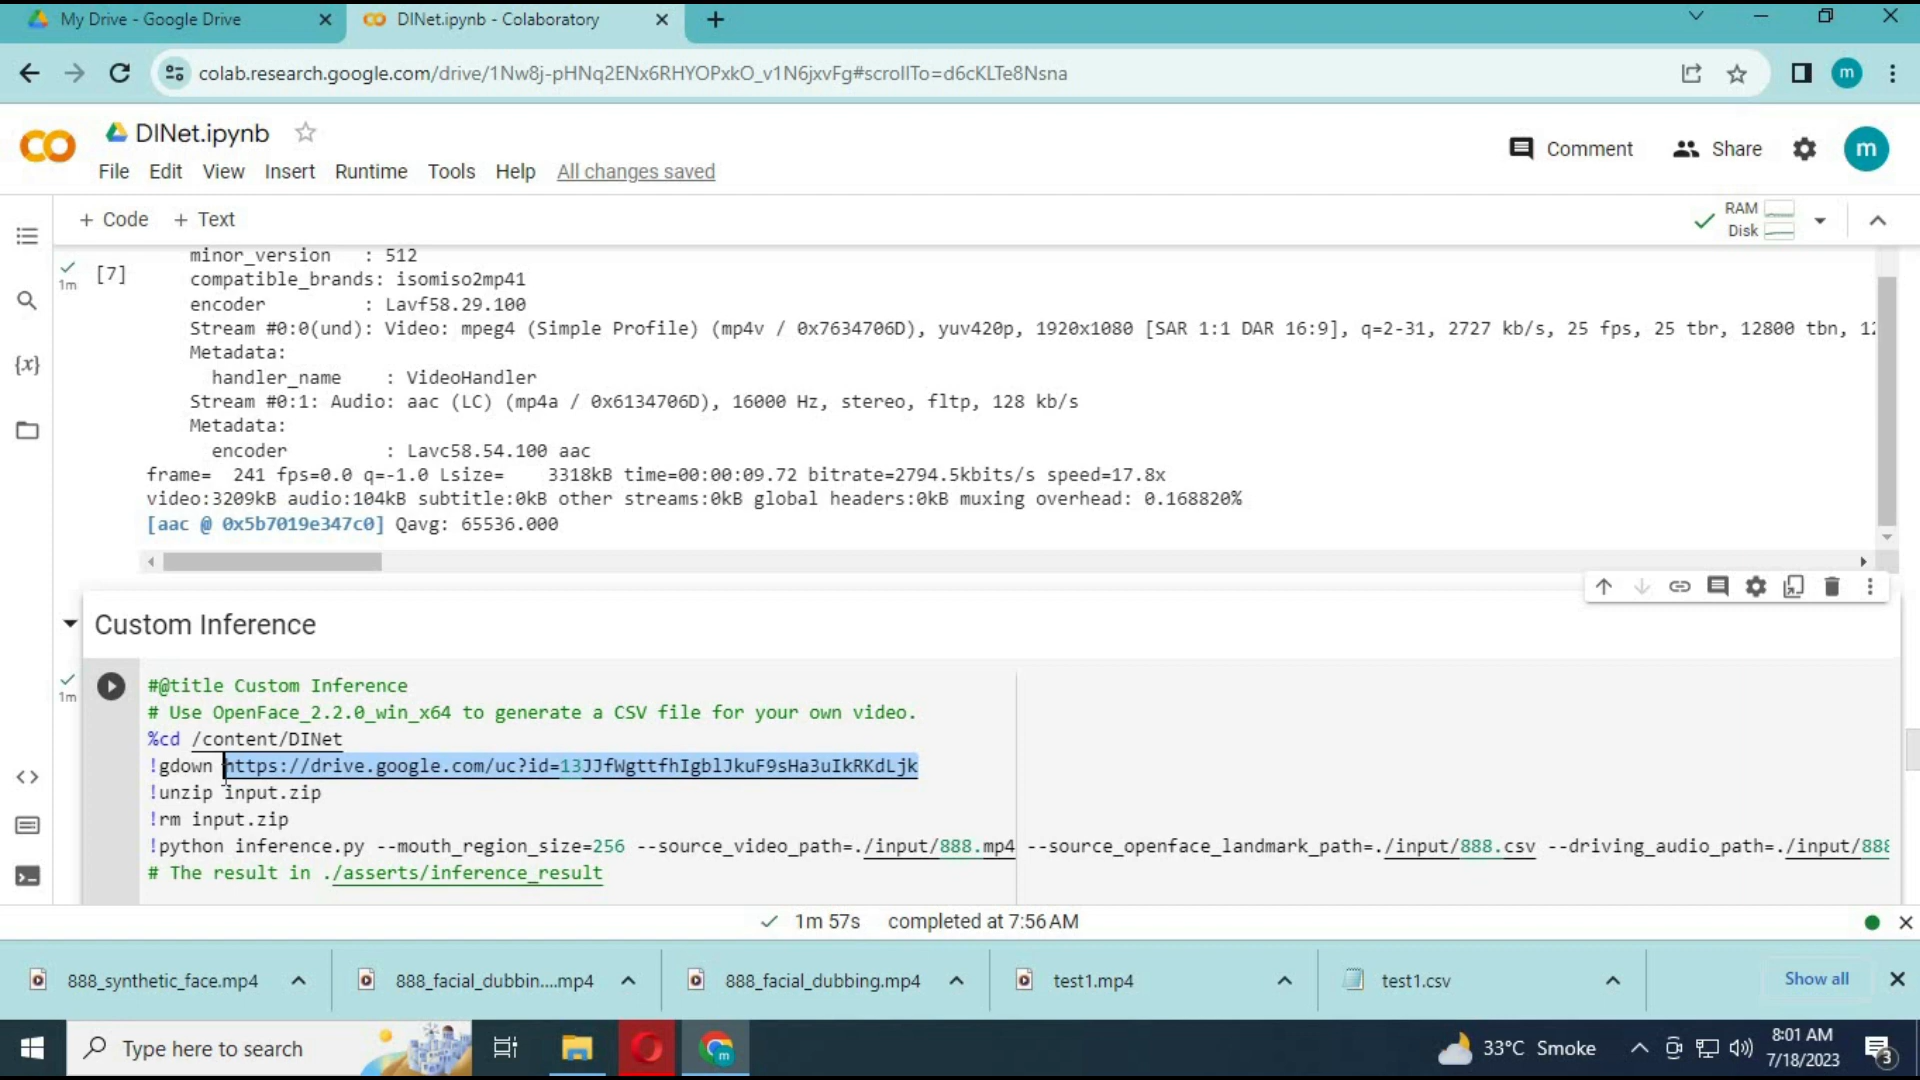 My Drive - Google Drive
DINet.ipynb - Colaboratory
colab.research.google.com/drive/1Nw8j-pHNq2ENx6RHYOPxkO_v1N6jxvFg#scrollTo=d6cKLTe8Nsna
m
DINet.ipynb
Comment
Share
m
File Edit View Insert Runtime Tools Help All changes saved
+ Code + Text
RAM
Disk
minor_version : 512
[7]
1m
compatible_brands: isomiso2mp41
encoder : Lavf58.29.100
Stream #0:0(und): Video: mpeg4 (Simple Profile) (mp4v / 0x7634706D), yuv420p, 1920x1080 [SAR 1:1 DAR 16:9], q=2-31, 2727 kb/s, 25 fps, 25 tbr, 12800 tbn, 12
Metadata:
handler_name : VideoHandler
Stream #0:1: Audio: aac (LC) (mp4a / 0x6134706D), 16000 Hz, stereo, fltp, 128 kb/s
Metadata:
encoder : Lavc58.54.100 aac
frame= 241 fps=0.0 q=-1.0 Lsize= 3318kB time=00:00:09.72 bitrate=2794.5kbits/s speed=17.8x
video:3209kB audio:104kB subtitle:0kB other streams:0kB global headers:0kB muxing overhead: 0.168820%
[aac @ 0x5b7019e347c0] Qavg: 65536.000
Custom Inference
1m
#@title Custom Inference
# Use OpenFace_2.2.0_win_x64 to generate a CSV file for your own video.
%cd /content/DINet
!gdown https://drive.google.com/uc?id=13JJfWgttfhIgblJkuF9sHa3uIkRKdLjk
!unzip input.zip
!rm input.zip
!python inference.py --mouth_region_size=256 --source_video_path=./input/888.mp4 --source_openface_landmark_path=./input/888.csv --driving_audio_path=./input/888
# The result in ./asserts/inference_result
1m 57s completed at 7:56 AM
888_synthetic_face.mp4
888_facial_dubbin....mp4
888_facial_dubbing.mp4
test1.mp4
test1.csv
Show all
Type here to search
m
33°C Smoke
8:01 AM
7/18/2023
3